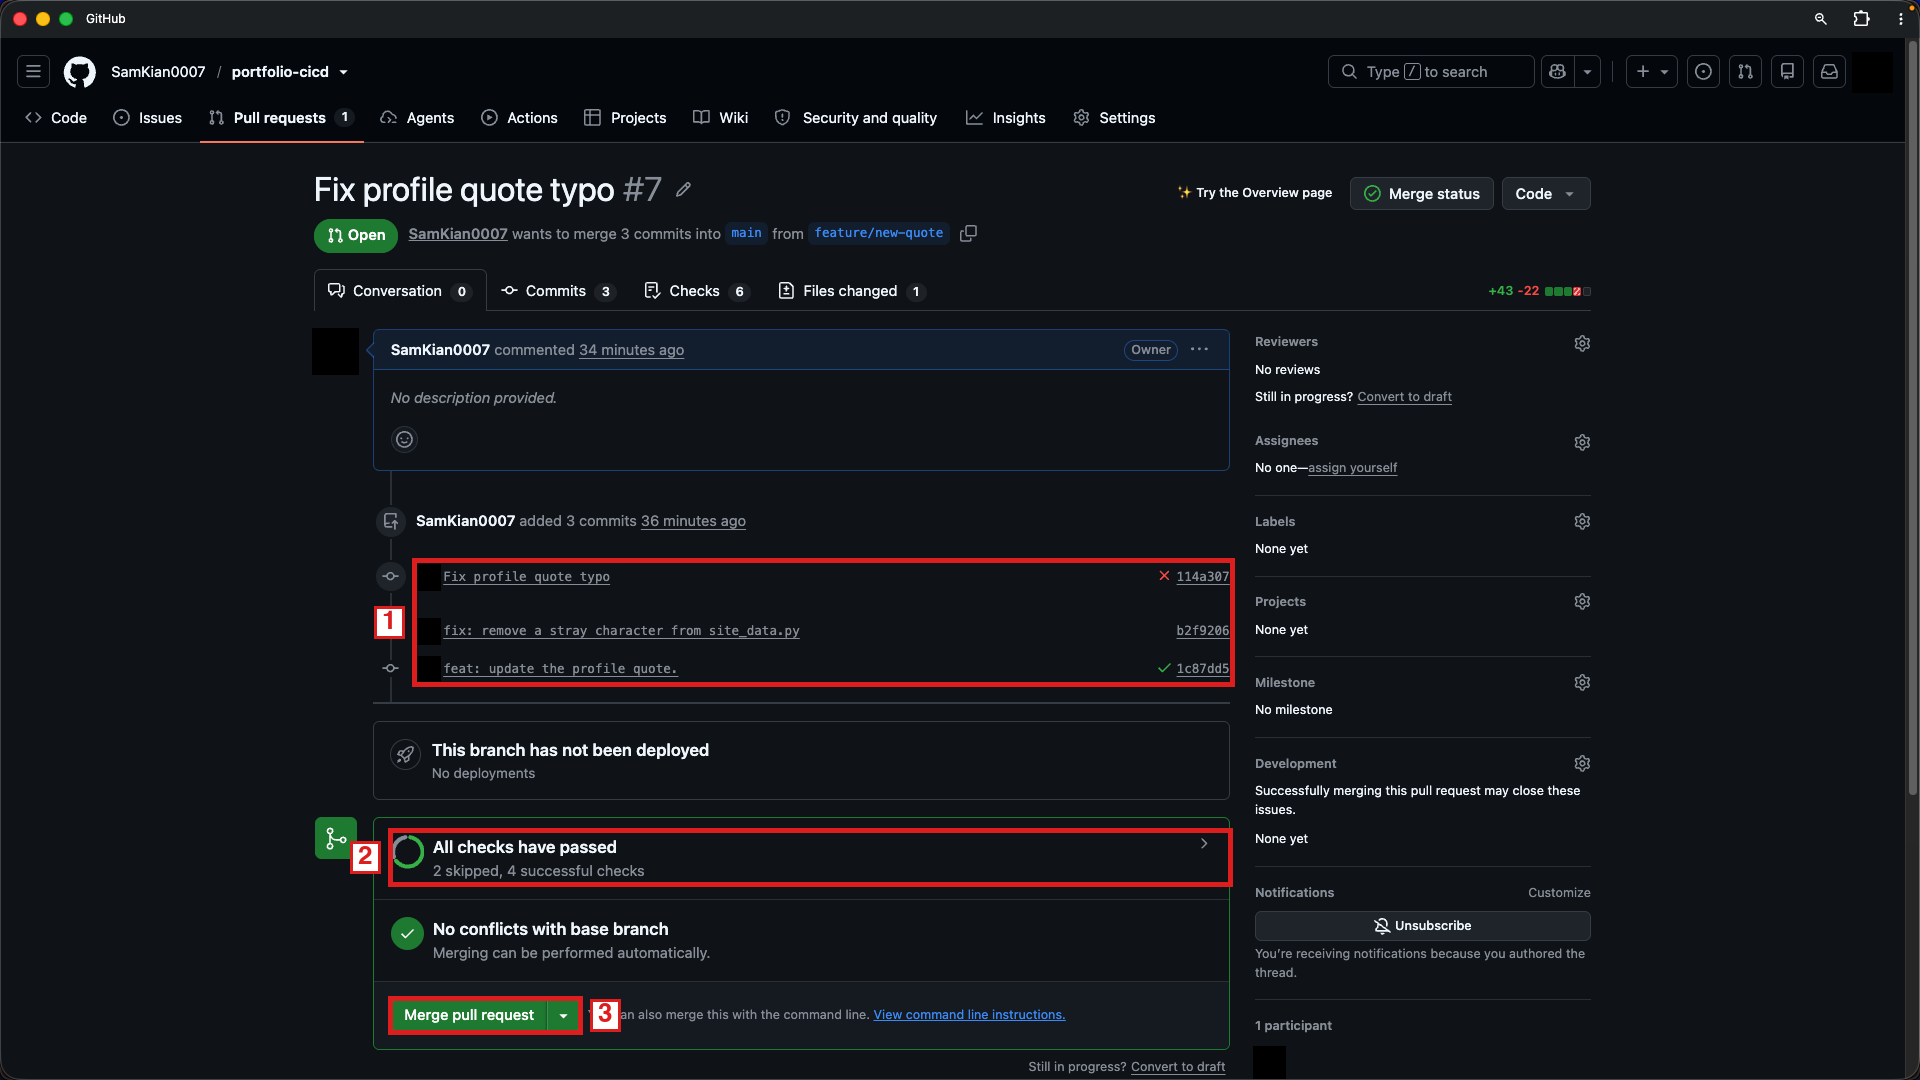 GitHub
SamKian0007 / portfolio-cicd
Type / to search
Code
Issues
Pull requests 1
Agents
Actions
Projects
Wiki
Security and quality
Insights
Settings
Fix profile quote typo #7
✨ Try the Overview page
Merge status
Code
Open
SamKian0007 wants to merge 3 commits into main from feature/new-quote
Conversation 0
Commits 3
Checks 6
Files changed 1
+43 -22
SamKian0007 commented 34 minutes ago
Owner
No description provided.
SamKian0007 added 3 commits 36 minutes ago
1
Fix profile quote typo 114a307
fix: remove a stray character from site_data.py b2f9206
feat: update the profile quote. 1c87dd5
This branch has not been deployed
No deployments
2
All checks have passed
2 skipped, 4 successful checks
No conflicts with base branch
Merging can be performed automatically.
Merge pull request
3
also merge this with the command line. View command line instructions.
Still in progress? Convert to draft
Reviewers
No reviews
Still in progress? Convert to draft
Assignees
No one—assign yourself
Labels
None yet
Projects
None yet
Milestone
No milestone
Development
Successfully merging this pull request may close these
issues.
None yet
Notifications
Customize
Unsubscribe
You're receiving notifications because you authored the
thread.
1 participant